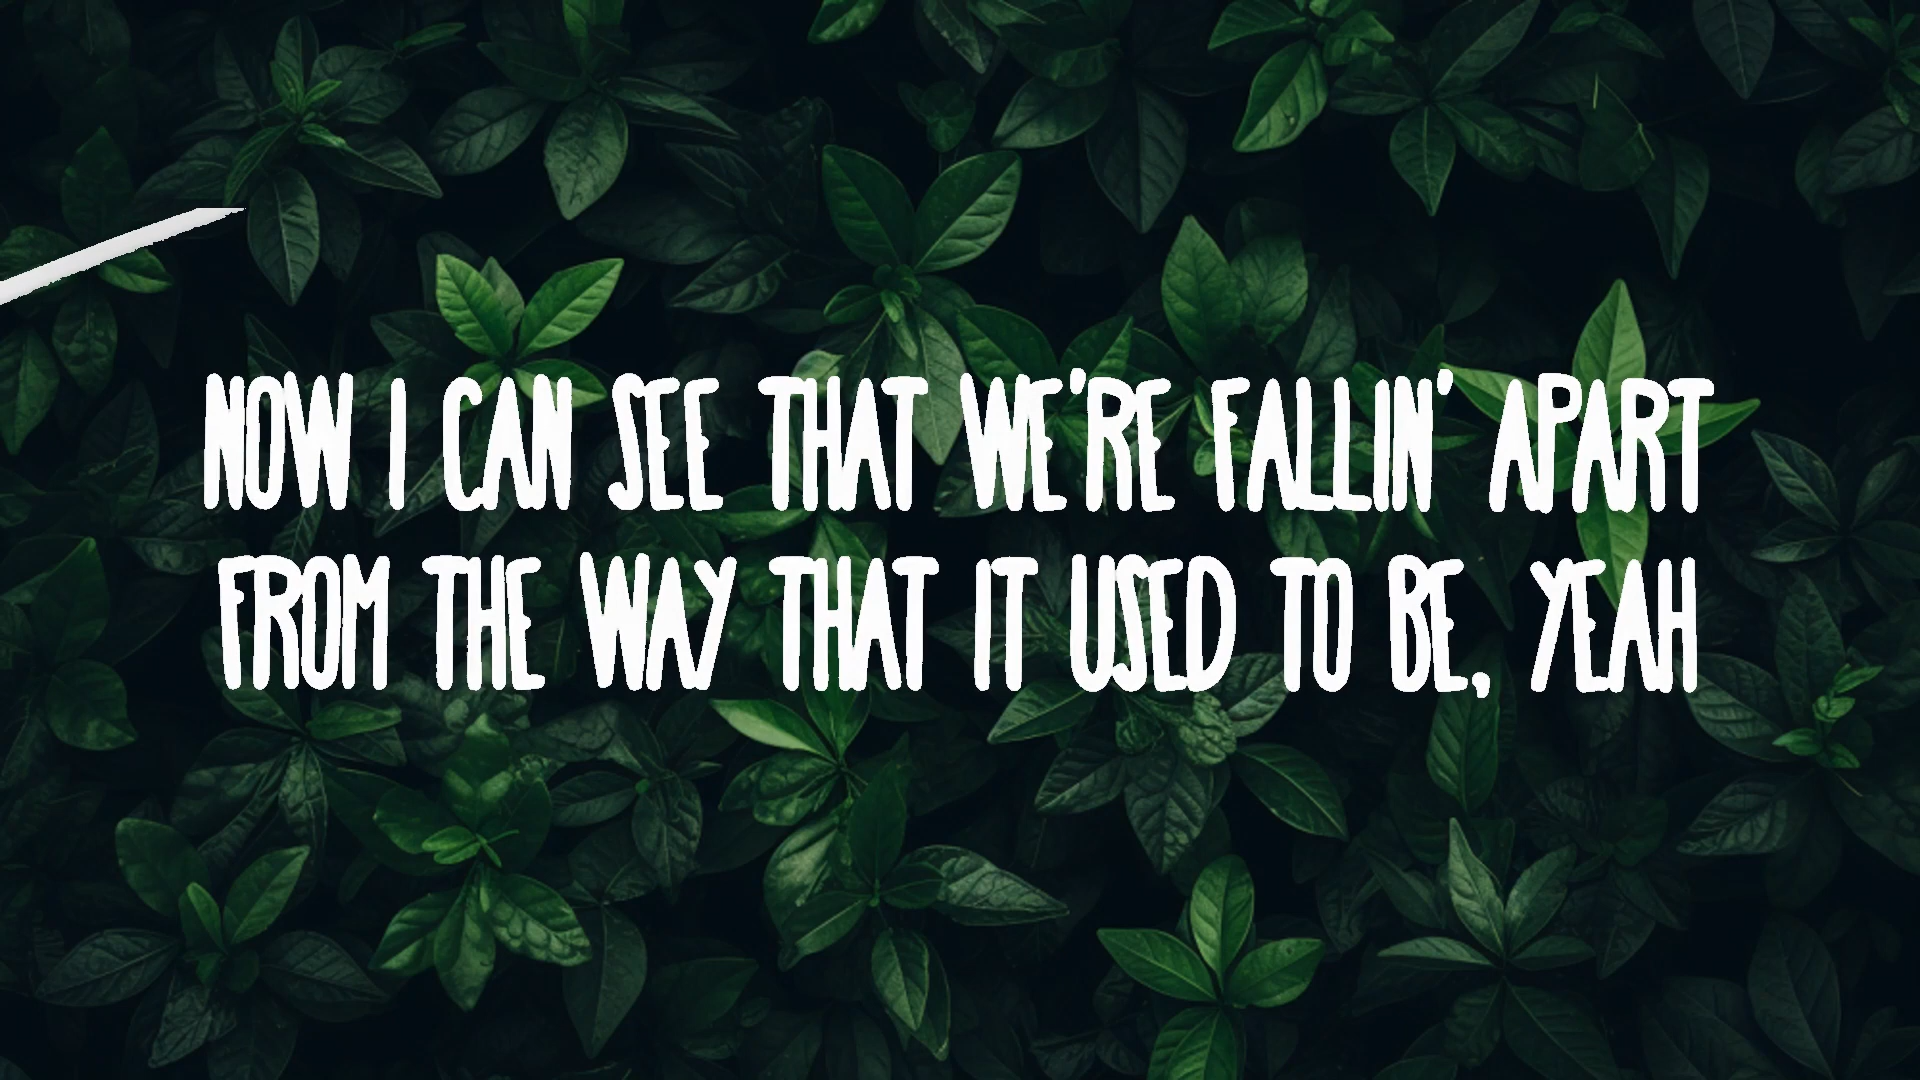 NOW I CAN SEE THAT WE'RE FALLIN' APART
FROM THE WAY THAT IT USED TO BE, YEAH